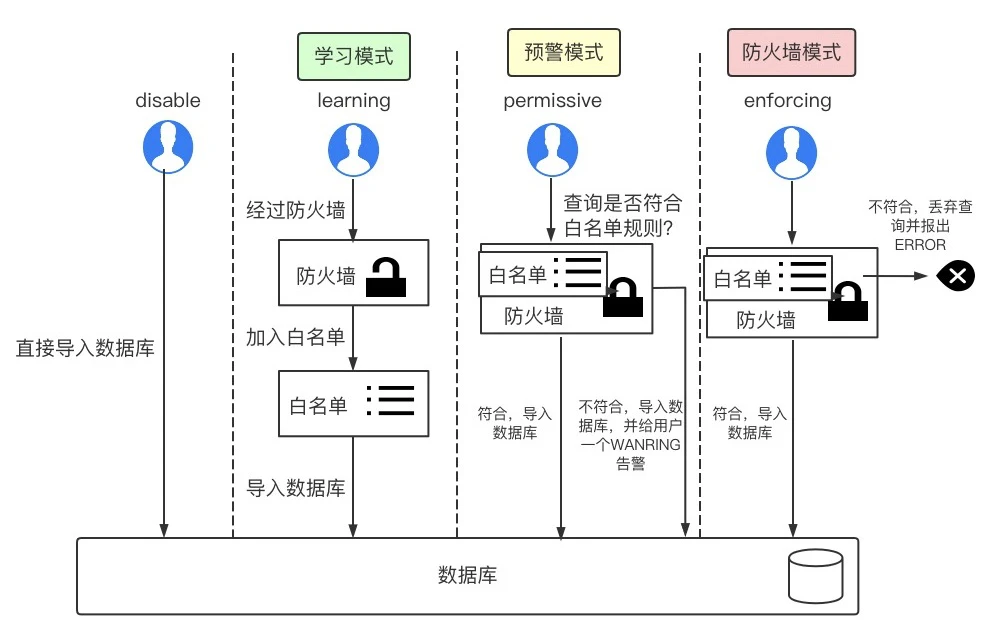 学习模式
预警模式
防火墙模式
disable
learning
permissive
enforcing
直接导入数据库
经过防火墙
防火墙
加入白名单
白名单
导入数据库
查询是否符合
白名单规则?
白名单
防火墙
符合，导入
数据库
不符合，导入数
据库，并给用户
一个WANRING
告警
不符合，丢弃查
询并报出
ERROR
白名单
防火墙
符合，导入
数据库
数据库